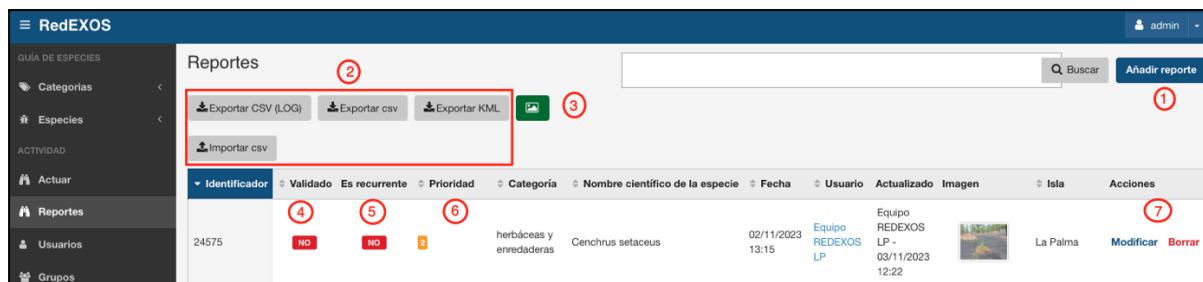 RedEXOS
admin
GUÍA DE ESPECIES
Categorias
Especies
ACTIVIDAD
Actuar
Reportes
Usuarios
Grupos
Reportes
2
Buscar
Añadir reporte
1
Exportar CSV (LOG) Exportar csv Exportar KML
3
Importar csv
Identificador Validado Es recurrente Prioridad Categoría Nombre científico de la especie Fecha Usuario Actualizado Imagen Isla Acciones
4 5 6 7
24575 NO NO 2 herbáceas y enredaderas Cenchrus setaceus 02/11/2023 13:15 Equipo REDEXOS LP Equipo REDEXOS LP - 03/11/2023 12:22 La Palma Modificar Borrar